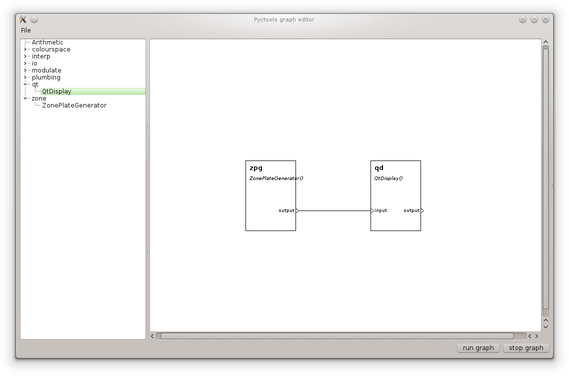 Pyctools graph editor
File
Arithmetic
colourspace
interp
io
modulate
plumbing
qt
QtDisplay
zone
ZonePlateGenerator
zpg
ZonePlateGenerator()
output
qd
QtDisplay()
input
output
run graph
stop graph